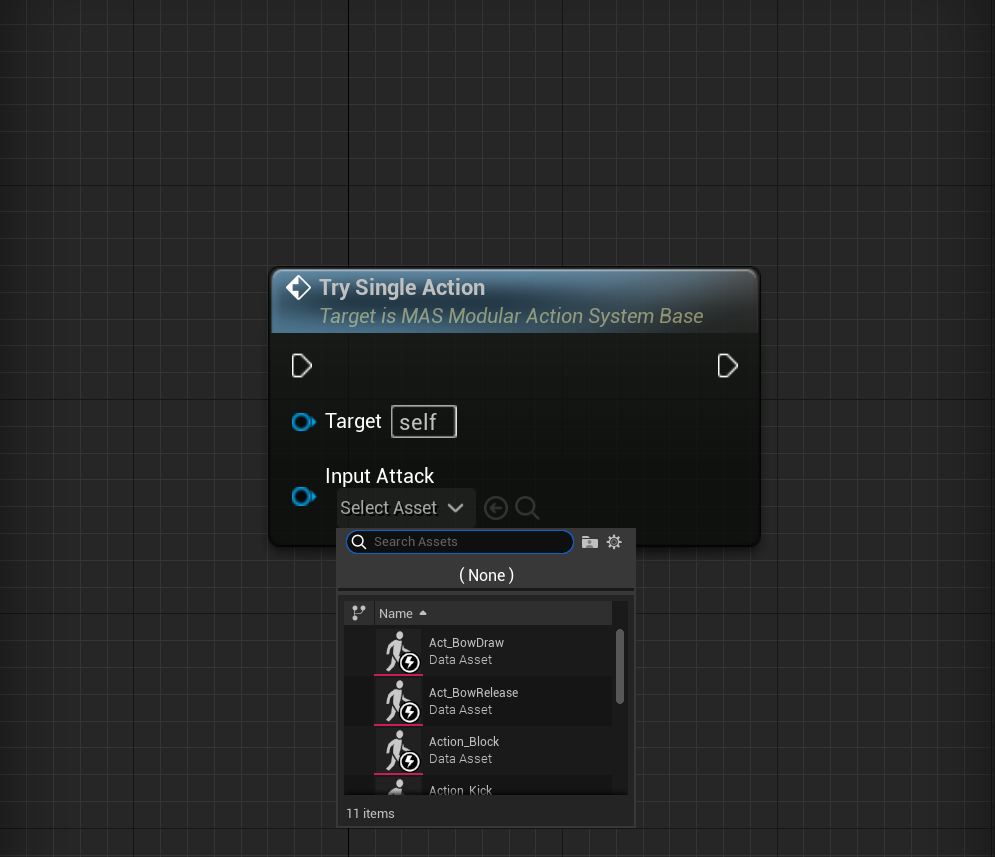 Try Single Action
Target is MAS Modular Action System Base
Target self
Input Attack
Select Asset
Search Assets
( None )
Name
Act_BowDraw
Data Asset
Act_BowRelease
Data Asset
Action_Block
Data Asset
Action_Kick
11 items